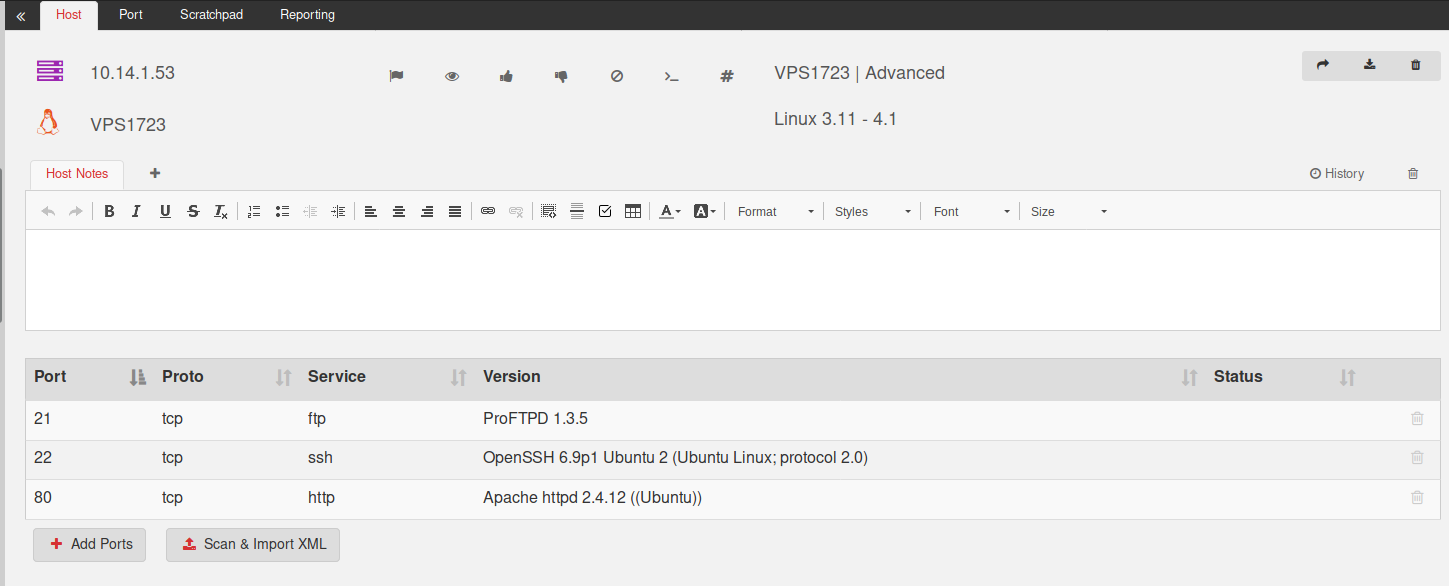 Host Port Scratchpad Reporting
10.14.1.53
VPS1723 | Advanced
VPS1723
Linux 3.11 - 4.1
Host Notes
History
Format Styles Font Size
Port Proto Service Version Status
21 tcp ftp ProFTPD 1.3.5
22 tcp ssh OpenSSH 6.9p1 Ubuntu 2 (Ubuntu Linux; protocol 2.0)
80 tcp http Apache httpd 2.4.12 ((Ubuntu))
Add Ports Scan & Import XML